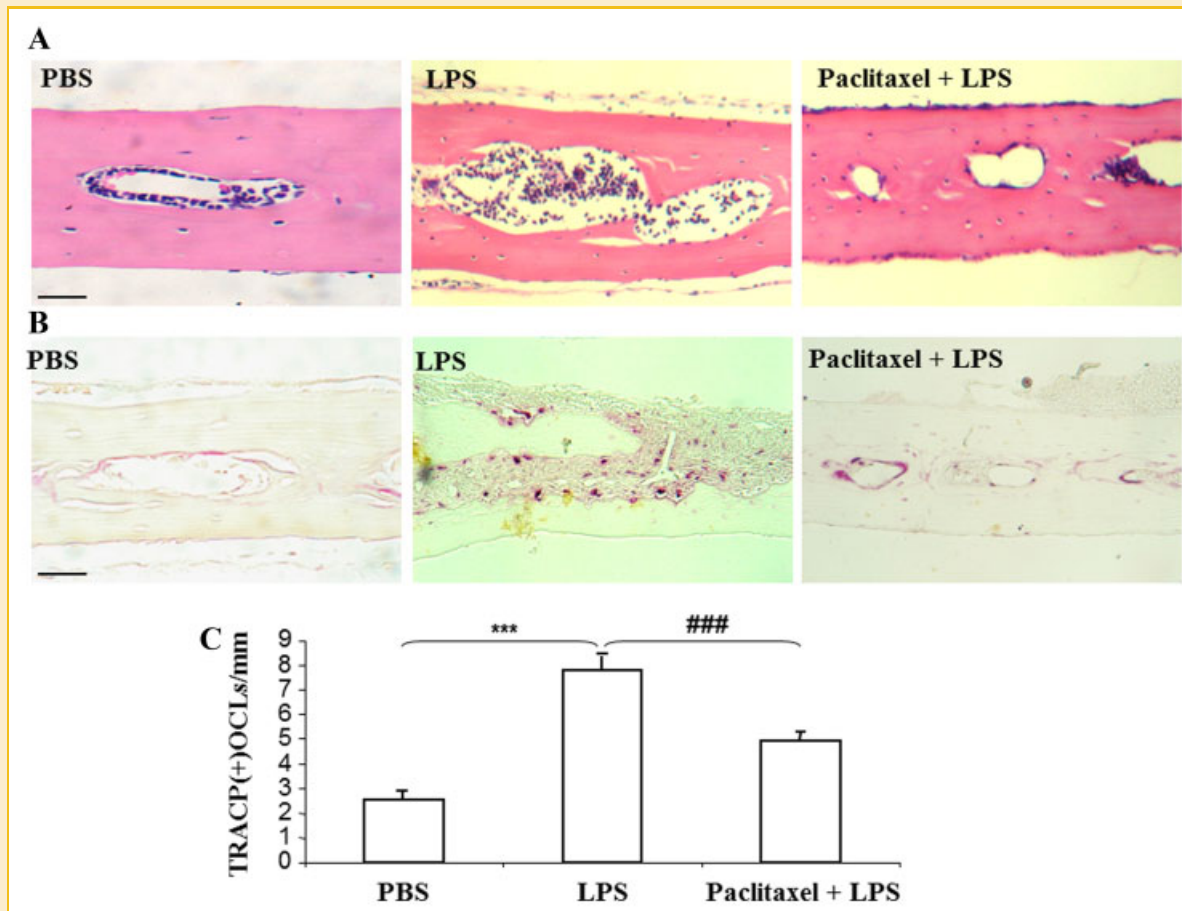 A
PBS
LPS
Paclitaxel + LPS
B
PBS
LPS
Paclitaxel + LPS
C
***
###
TRACP(+)OCLs/mm
9
8
7
6
5
4
3
2
1
0
PBS
LPS
Paclitaxel + LPS